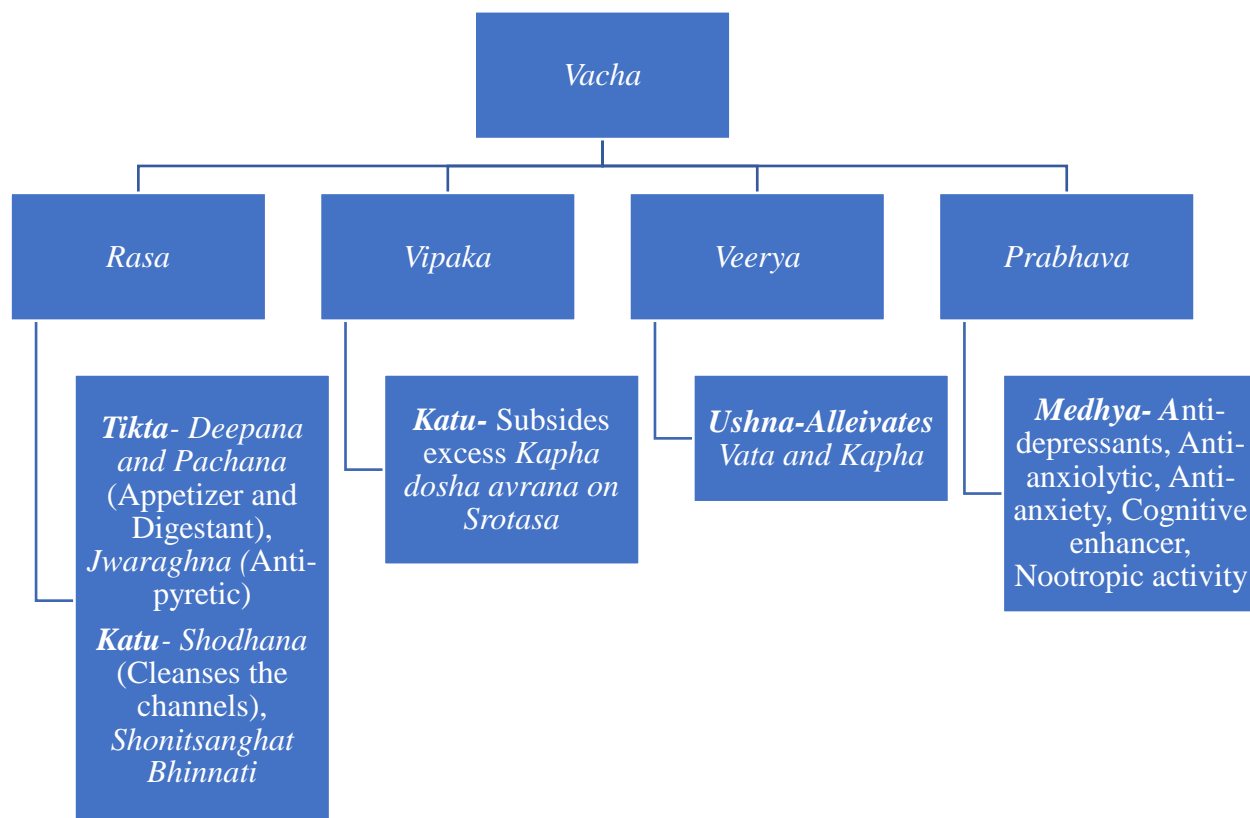 Vacha
Rasa
Vipaka
Veerya
Prabhava
Tikta- Deepana
and Pachana
(Appetizer and
Digestant),
Jwaraghna (Anti-
pyretic)
Katu- Shodhana
(Cleanses the
channels),
Shonitsanghat
Bhinnati
Katu- Subsides
excess Kapha
dosha avrana on
Srotasa
Ushna-Alleivates
Vata and Kapha
Medhya- Anti-
depressants, Anti-
anxiolytic, Anti-
anxiety, Cognitive
enhancer,
Nootropic activity